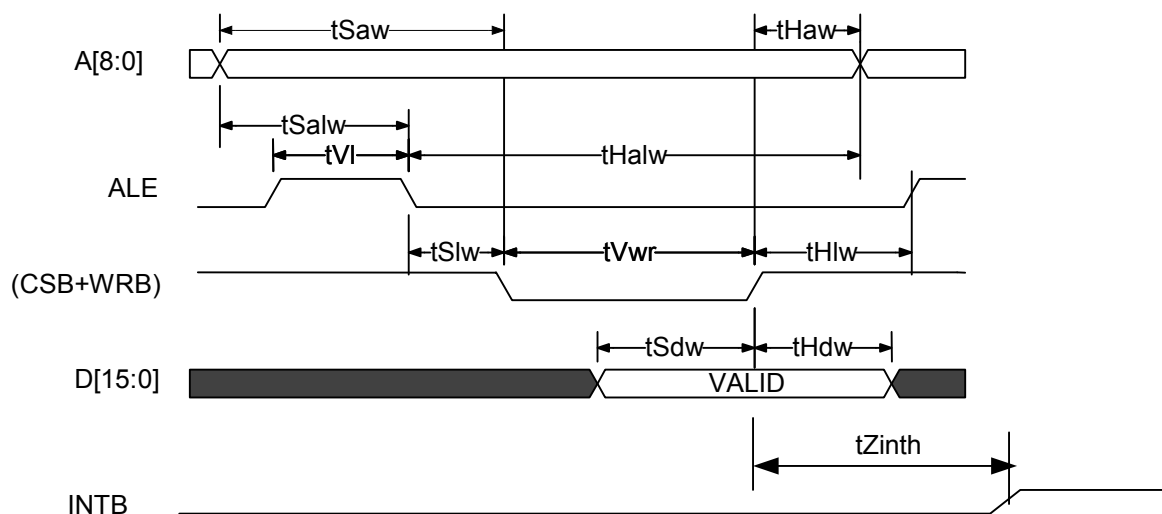 tSaw
tHaw
A[8:0]
tSalw
tVl
tHalw
ALE
tSlw
tVwr
tHlw
(CSB+WRB)
tSdw
tHdw
D[15:0]
VALID
tZinth
INTB